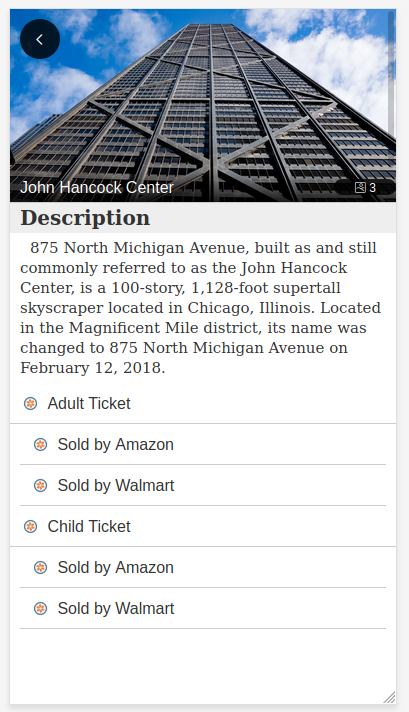 John Hancock Center
3
Description
875 North Michigan Avenue, built as and still
commonly referred to as the John Hancock
Center, is a 100-story, 1,128-foot supertall
skyscraper located in Chicago, Illinois. Located
in the Magnificent Mile district, its name was
changed to 875 North Michigan Avenue on
February 12, 2018.
Adult Ticket
Sold by Amazon
Sold by Walmart
Child Ticket
Sold by Amazon
Sold by Walmart